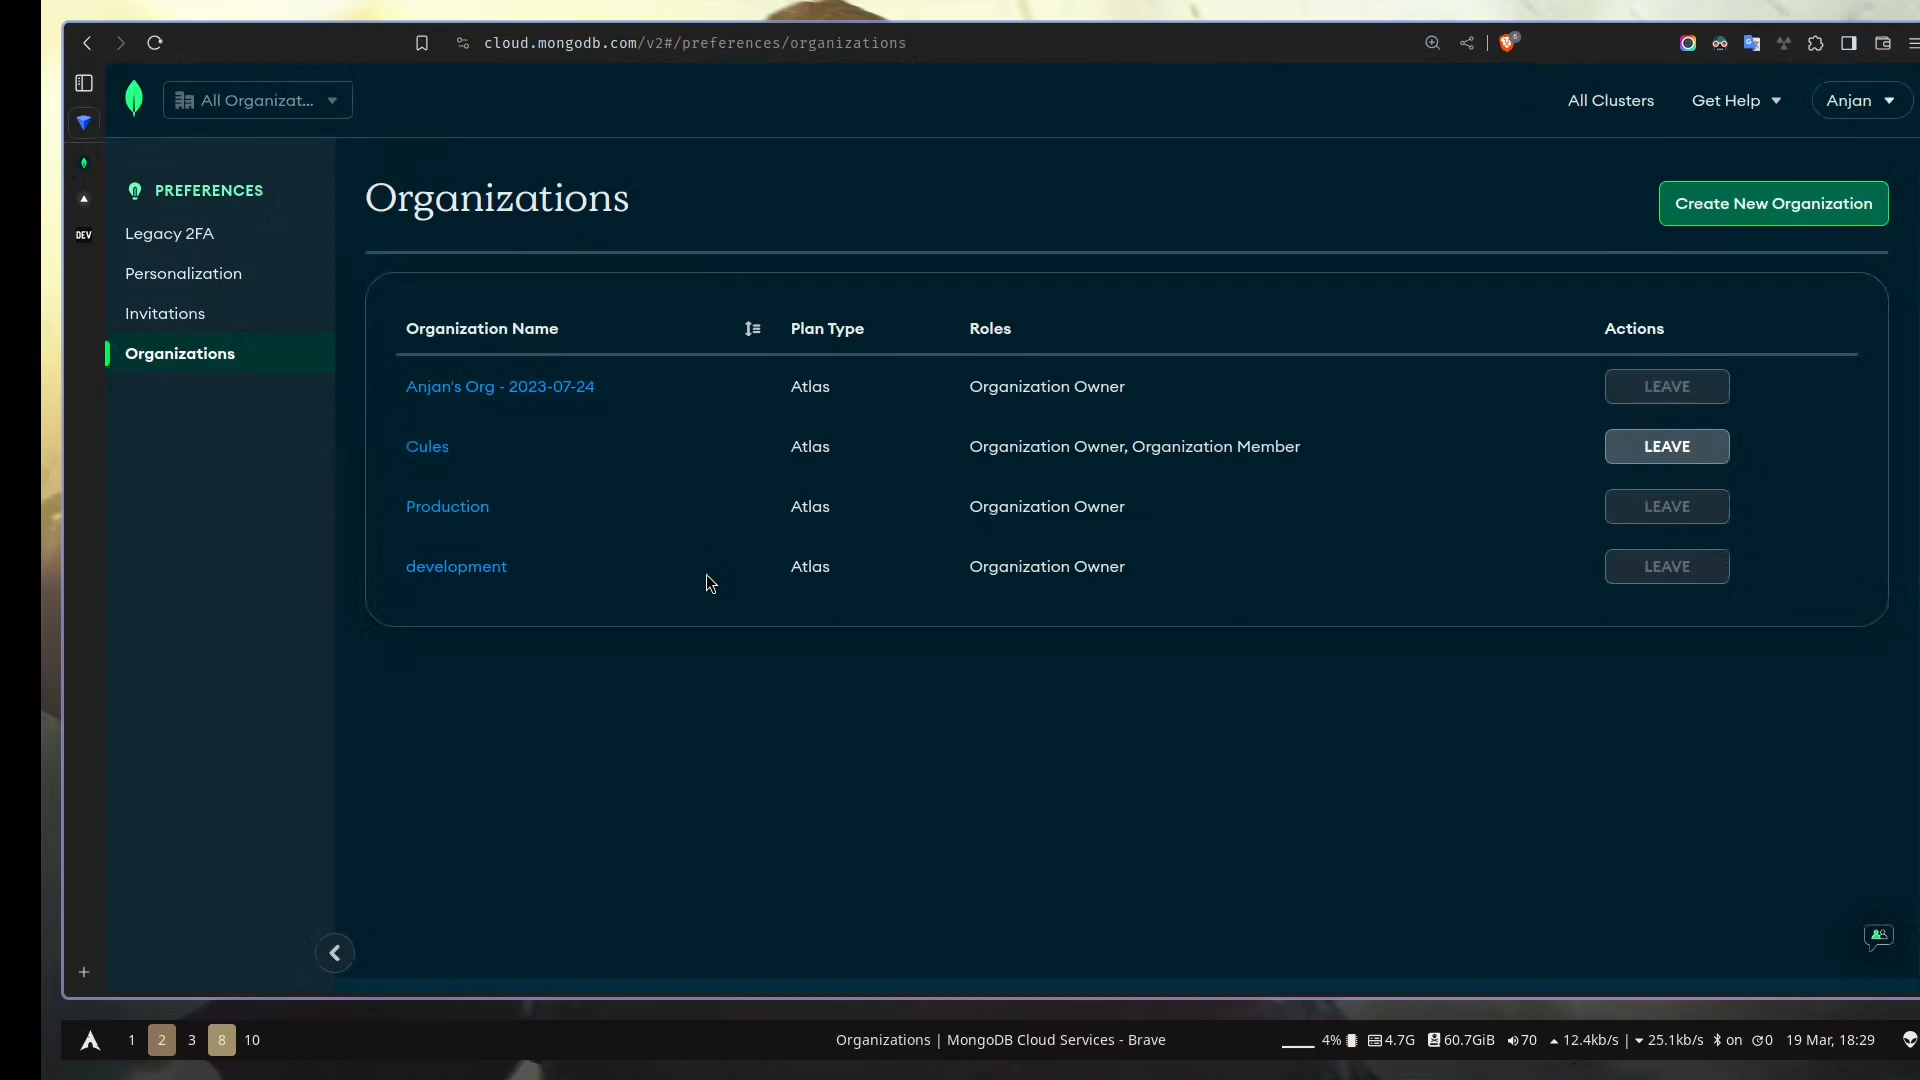 cloud.mongodb.com/v2#/preferences/organizations
6
All Organizat...
All Clusters
Get Help
Anjan
DEV
PREFERENCES
Legacy 2FA
Personalization
Invitations
Organizations
Organizations
Create New Organization
Organization Name
Plan Type
Roles
Actions
Anjan's Org - 2023-07-24
Atlas
Organization Owner
LEAVE
Cules
Atlas
Organization Owner, Organization Member
LEAVE
Production
Atlas
Organization Owner
LEAVE
development
Atlas
Organization Owner
LEAVE
1 2 3 8 10
Organizations | MongoDB Cloud Services - Brave
4% 4.7G 60.7GiB 70 12.4kb/s | 25.1kb/s on 0 19 Mar, 18:29